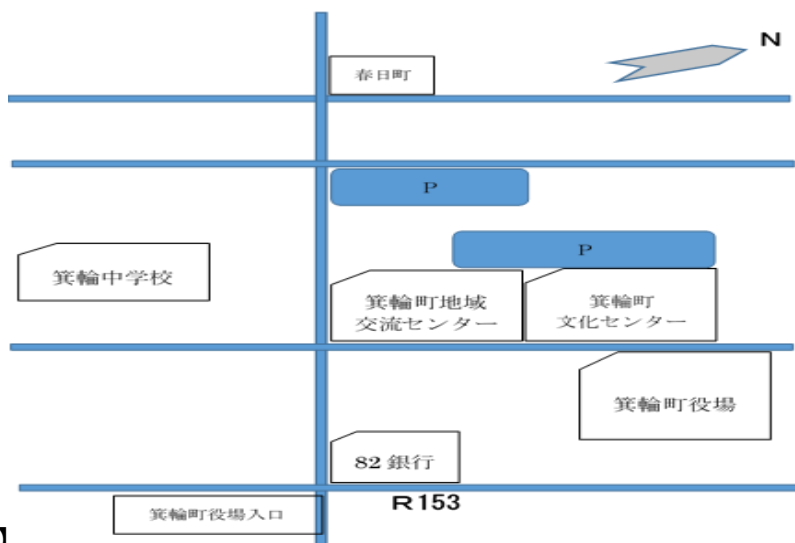 N
春日町
P
P
箕輪中学校
箕輪町地域
交流センター
箕輪町
文化センター
箕輪町役場
82銀行
R153
箕輪町役場入口
】